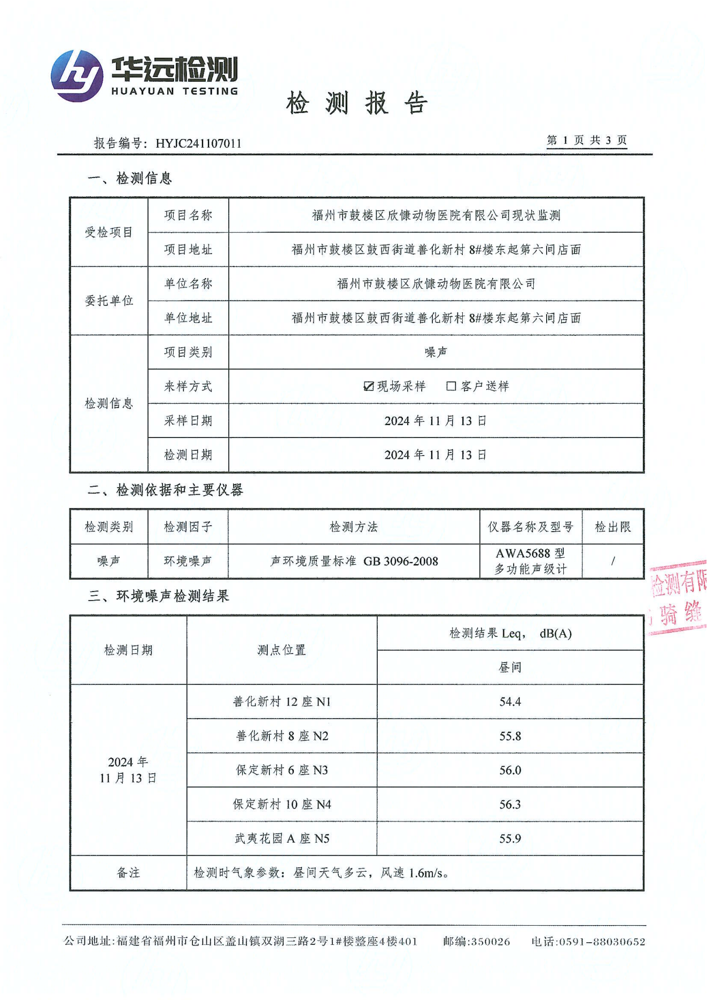 hy 华远检测
HUAYUAN TESTING
检测报告
报告编号：HYJC241107011
第 1 页 共 3 页
一、检测信息
受检项目
项目名称
福州市鼓楼区欣慷动物医院有限公司现状监测
项目地址
福州市鼓楼区鼓西街道善化新村 8#楼东起第六间店面
委托单位
单位名称
福州市鼓楼区欣慷动物医院有限公司
单位地址
福州市鼓楼区鼓西街道善化新村 8#楼东起第六间店面
检测信息
项目类别
噪声
来样方式
☑现场采样 □客户送样
采样日期
2024 年 11 月 13 日
检测日期
2024 年 11 月 13 日
二、检测依据和主要仪器
检测类别 检测因子 检测方法 仪器名称及型号 检出限
噪声 环境噪声 声环境质量标准 GB 3096-2008 AWA5688 型 /
多功能声级计
检测有限
骑缝
三、环境噪声检测结果
检测日期 测点位置 检测结果 Leq， dB(A)
昼间
2024 年
11 月 13 日
善化新村 12 座 N1 54.4
善化新村 8 座 N2 55.8
保定新村 6 座 N3 56.0
保定新村 10 座 N4 56.3
武夷花园 A 座 N5 55.9
备注 检测时气象参数：昼间天气多云，风速 1.6m/s。
公司地址:福建省福州市仓山区盖山镇双湖三路2号1#楼整座4楼401 邮编:350026 电话:0591-88030652